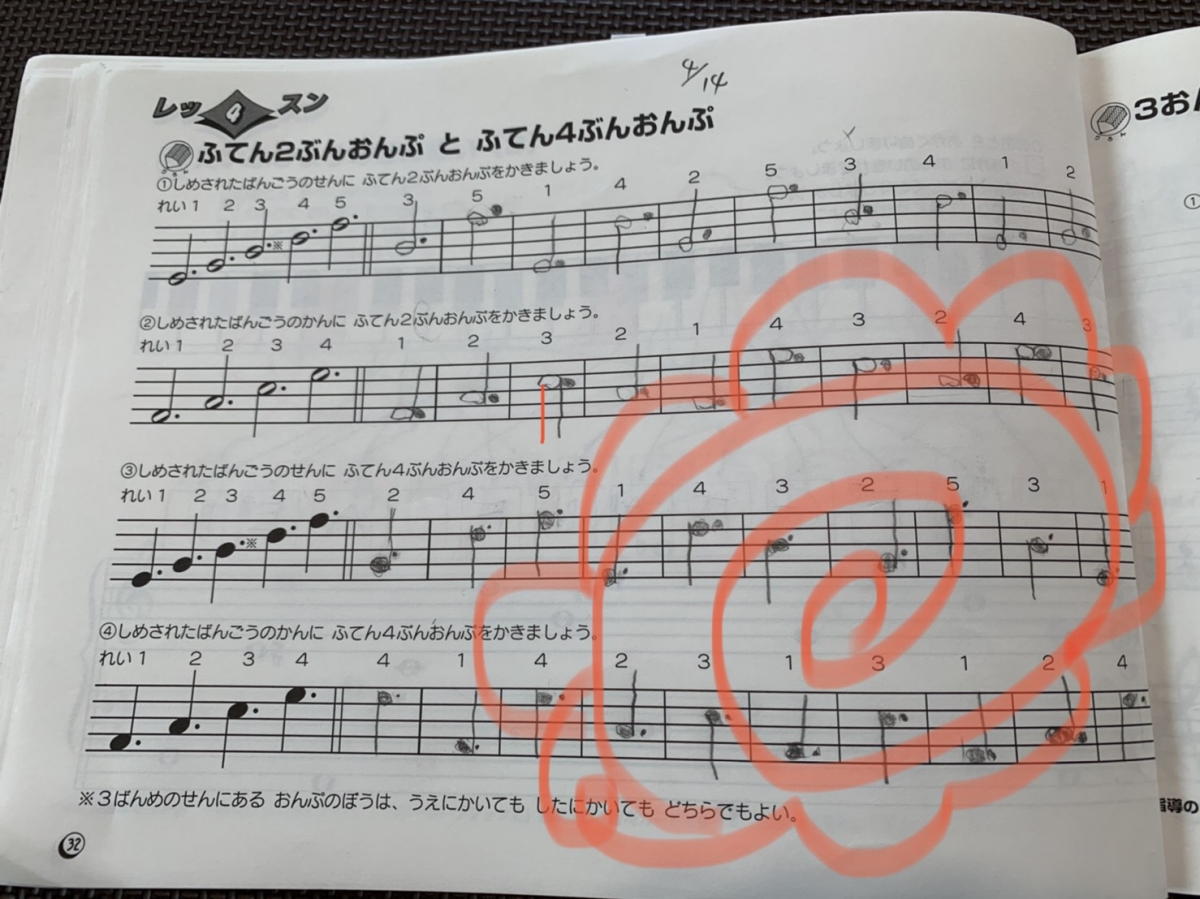 4/14
レッ 4 スン
ふてん2ぶんおんぷ と ふてん4ぶんおんぷ
①しめされたばんごうのせんに ふてん2ぶんおんぷをかきましょう。
れい 1 2 3 4 5 3 5 1 4 2 5 3 4 1 2
※
②しめされたばんごうのかんに ふてん2ぶんおんぷをかきましょう。
れい 1 2 3 4 1 2 3 2 1 4 3 2 4 3
③しめされたばんごうのせんに ふてん4ぶんおんぷをかきましょう。
れい 1 2 3 4 5 2 4 5 1 4 3 2 5 3 1
※
④しめされたばんごうのかんに ふてん4ぶんおんぷをかきましょう。
れい 1 2 3 4 4 1 4 2 3 1 3 1 2 4
※3ばんめのせんにある おんぷのぼうは、うえにかいても したにかいても どちらでもよい。
32
3おん
①
指導の